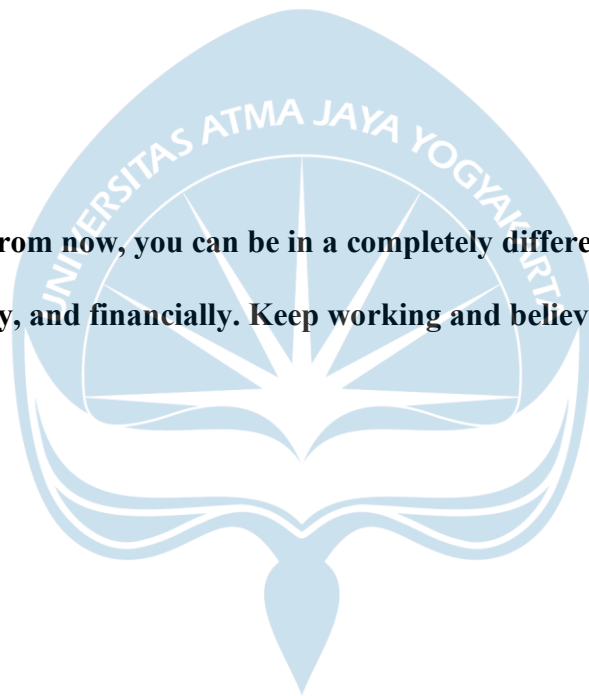 UNIVERSITAS ATMA JAYA YOGYAKARTA
rom now, you can be in a completely differe
y, and financially. Keep working and believ